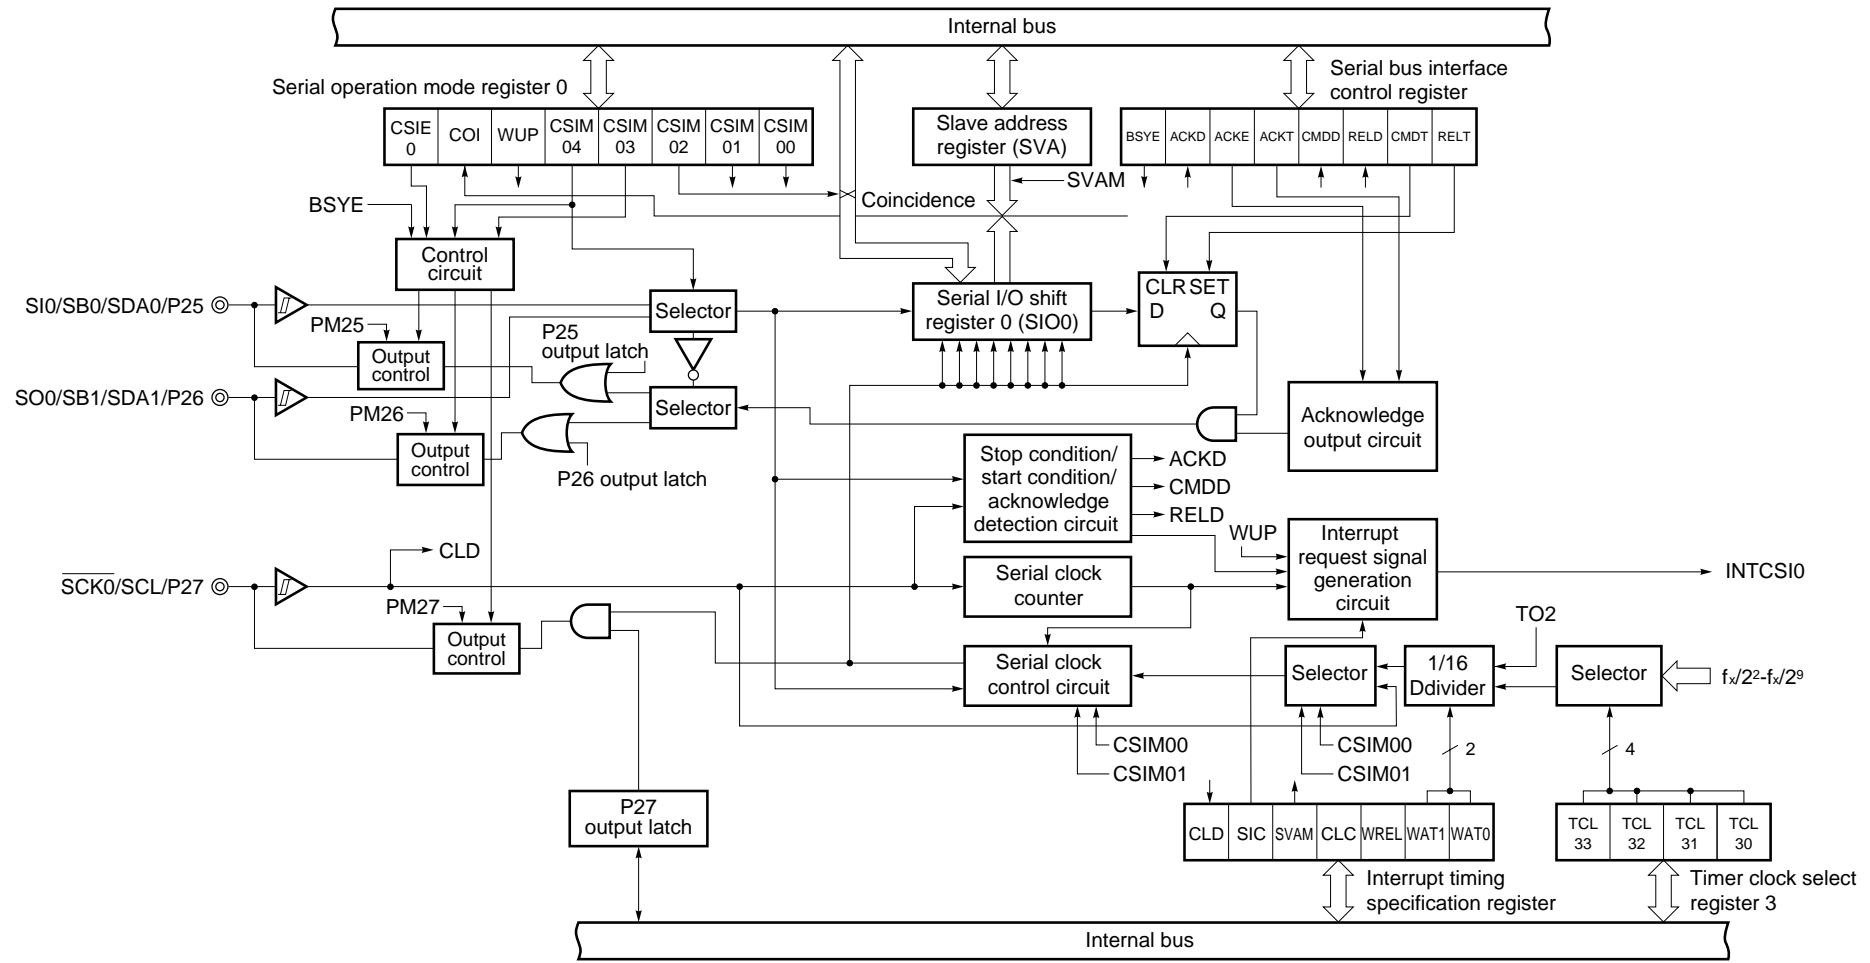 Internal bus
Serial operation mode register 0
Serial bus interface
control register
CSIE
0
COI
WUP
CSIM
04
CSIM
03
CSIM
02
CSIM
01
CSIM
00
Slave address
register (SVA)
BSYE
ACKD
ACKE
ACKT
CMDD
RELD
CMDT
RELT
SVAM
Coincidence
BSYE
Control
circuit
SI0/SB0/SDA0/P25
PM25
Output
control
P25
output latch
Selector
Serial I/O shift
register 0 (SIO0)
CLR SET
D
Q
SO0/SB1/SDA1/P26
PM26
Output
control
P26 output latch
Selector
Acknowledge
output circuit
Stop condition/
start condition/
acknowledge
detection circuit
ACKD
CMDD
RELD
WUP
Interrupt
request signal
generation
circuit
INTCSI0
CLD
SCK0/SCL/P27
Serial clock
counter
PM27
Output
control
TO2
Serial clock
control circuit
Selector
1/16
Ddivider
Selector
fx/2²-fx/2⁹
CSIM00
CSIM01
CSIM00
CSIM01
2
4
P27
output latch
CLD
SIC
SVAM
CLC
WREL
WAT1
WAT0
TCL
33
TCL
32
TCL
31
TCL
30
Interrupt timing
specification register
Timer clock select
register 3
Internal bus